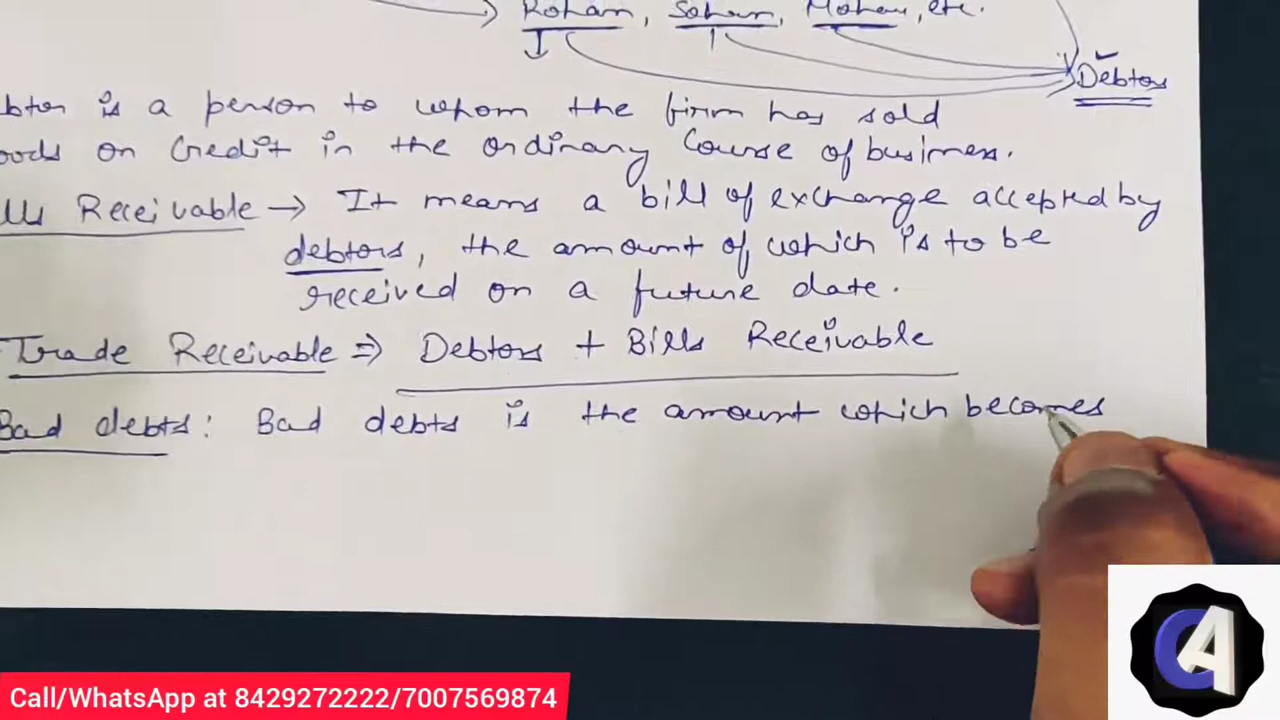 Rohan, Sohan, Mohan, etc.
Debtors
btor is a person to whom the firm has sold
oods on Credit in the ordinary Course of business.
lls Receivable → It means a bill of exchange accepted by
debtors, the amount of which is to be
received on a future date.
Trade Receivable ⇒ Debtors + Bills Receivable
Bad debts: Bad debts is the amount which becomes
CA
Call/WhatsApp at 8429272222/7007569874